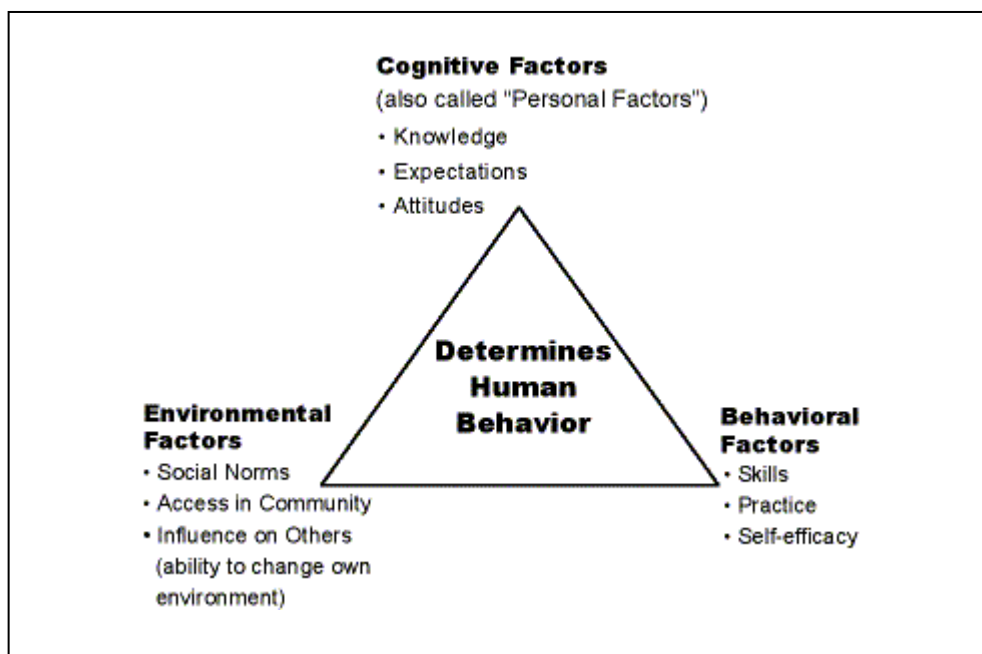 Cognitive Factors
(also called "Personal Factors")
• Knowledge
• Expectations
• Attitudes
Determines
Human
Behavior
Environmental
Factors
• Social Norms
• Access in Community
• Influence on Others
(ability to change own
environment)
Behavioral
Factors
• Skills
• Practice
• Self-efficacy